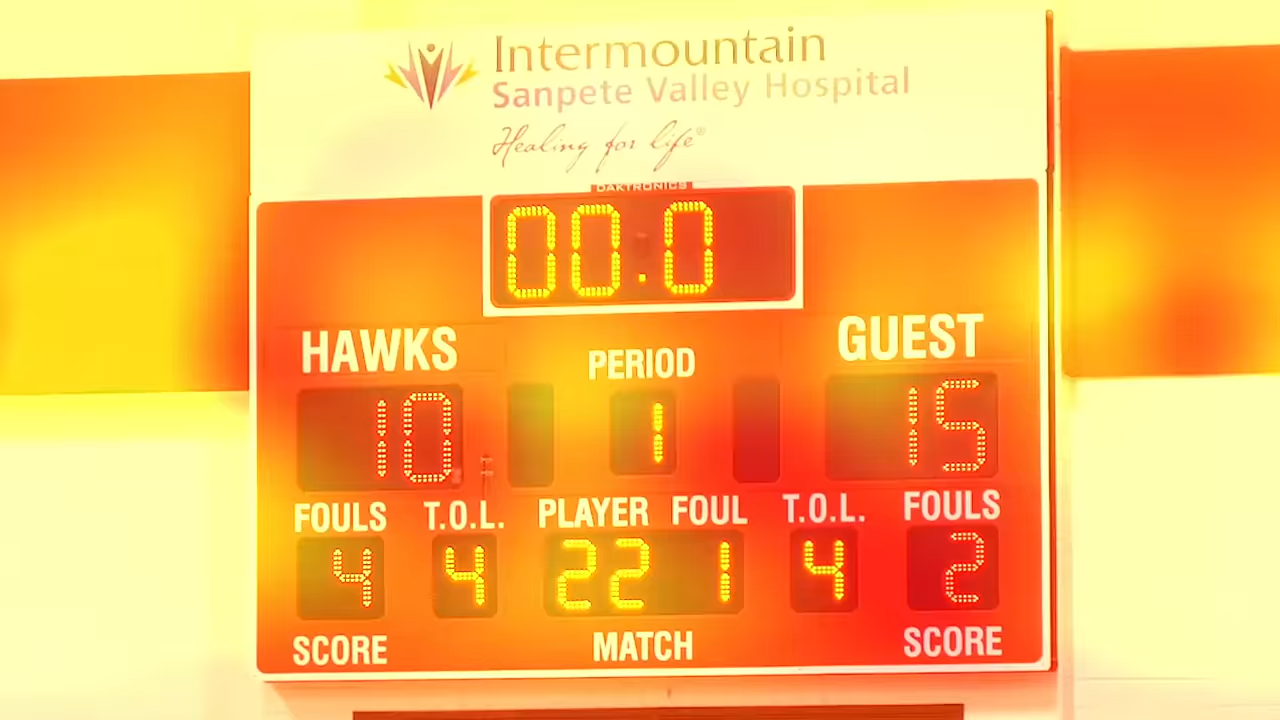 Intermountain
Sanpete Valley Hospital
Healing for life®
DAKTRONICS
00.0
HAWKS PERIOD GUEST
10 1 15
FOULS T.O.L. PLAYER FOUL T.O.L. FOULS
4 4 22 1 4 2
SCORE MATCH SCORE